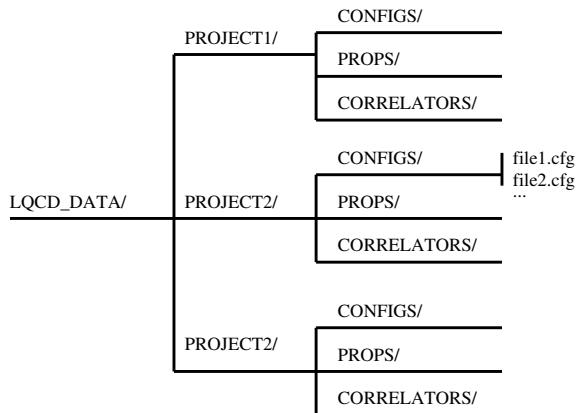 LQCD_DATA/
PROJECT1/
CONFIGS/
PROPS/
CORRELATORS/
PROJECT2/
CONFIGS/
file1.cfg
file2.cfg
...
PROPS/
CORRELATORS/
PROJECT2/
CONFIGS/
PROPS/
CORRELATORS/